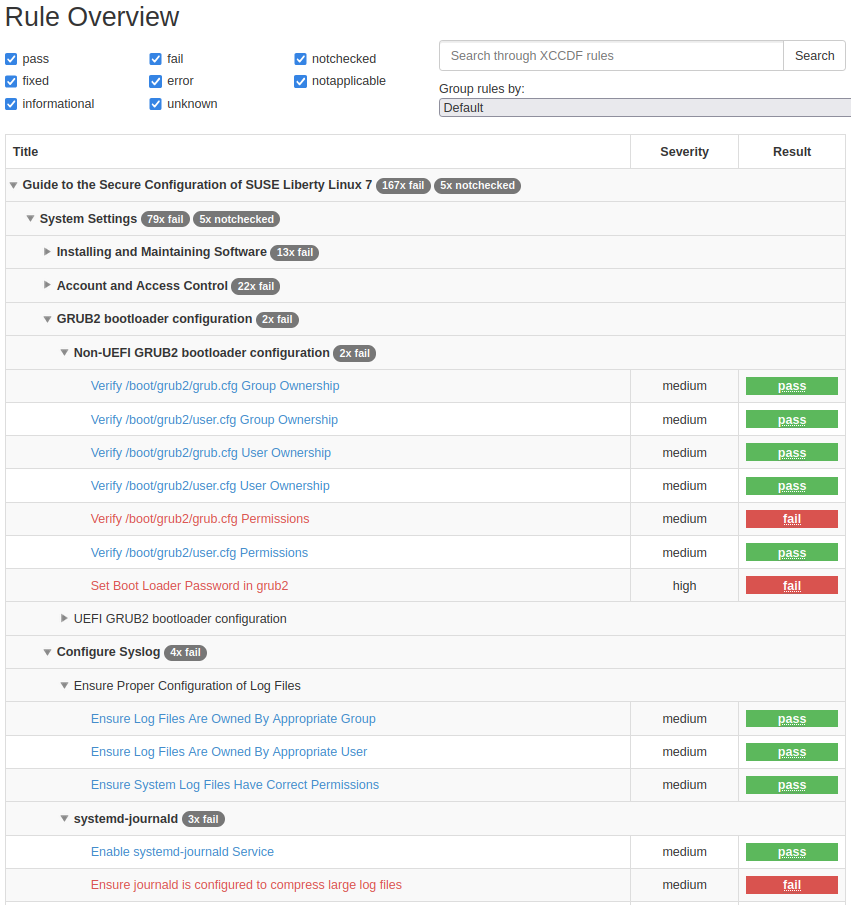 Rule Overview
pass fail notchecked
fixed error notapplicable
informational unknown
Search through XCCDF rules Search
Group rules by:
Default
Title Severity Result
Guide to the Secure Configuration of SUSE Liberty Linux 7 167x fail 5x notchecked
System Settings 79x fail 5x notchecked
Installing and Maintaining Software 13x fail
Account and Access Control 22x fail
GRUB2 bootloader configuration 2x fail
Non-UEFI GRUB2 bootloader configuration 2x fail
Verify /boot/grub2/grub.cfg Group Ownership medium pass
Verify /boot/grub2/user.cfg Group Ownership medium pass
Verify /boot/grub2/grub.cfg User Ownership medium pass
Verify /boot/grub2/user.cfg User Ownership medium pass
Verify /boot/grub2/grub.cfg Permissions medium fail
Verify /boot/grub2/user.cfg Permissions medium pass
Set Boot Loader Password in grub2 high fail
UEFI GRUB2 bootloader configuration
Configure Syslog 4x fail
Ensure Proper Configuration of Log Files
Ensure Log Files Are Owned By Appropriate Group medium pass
Ensure Log Files Are Owned By Appropriate User medium pass
Ensure System Log Files Have Correct Permissions medium pass
systemd-journald 3x fail
Enable systemd-journald Service medium pass
Ensure journald is configured to compress large log files medium fail